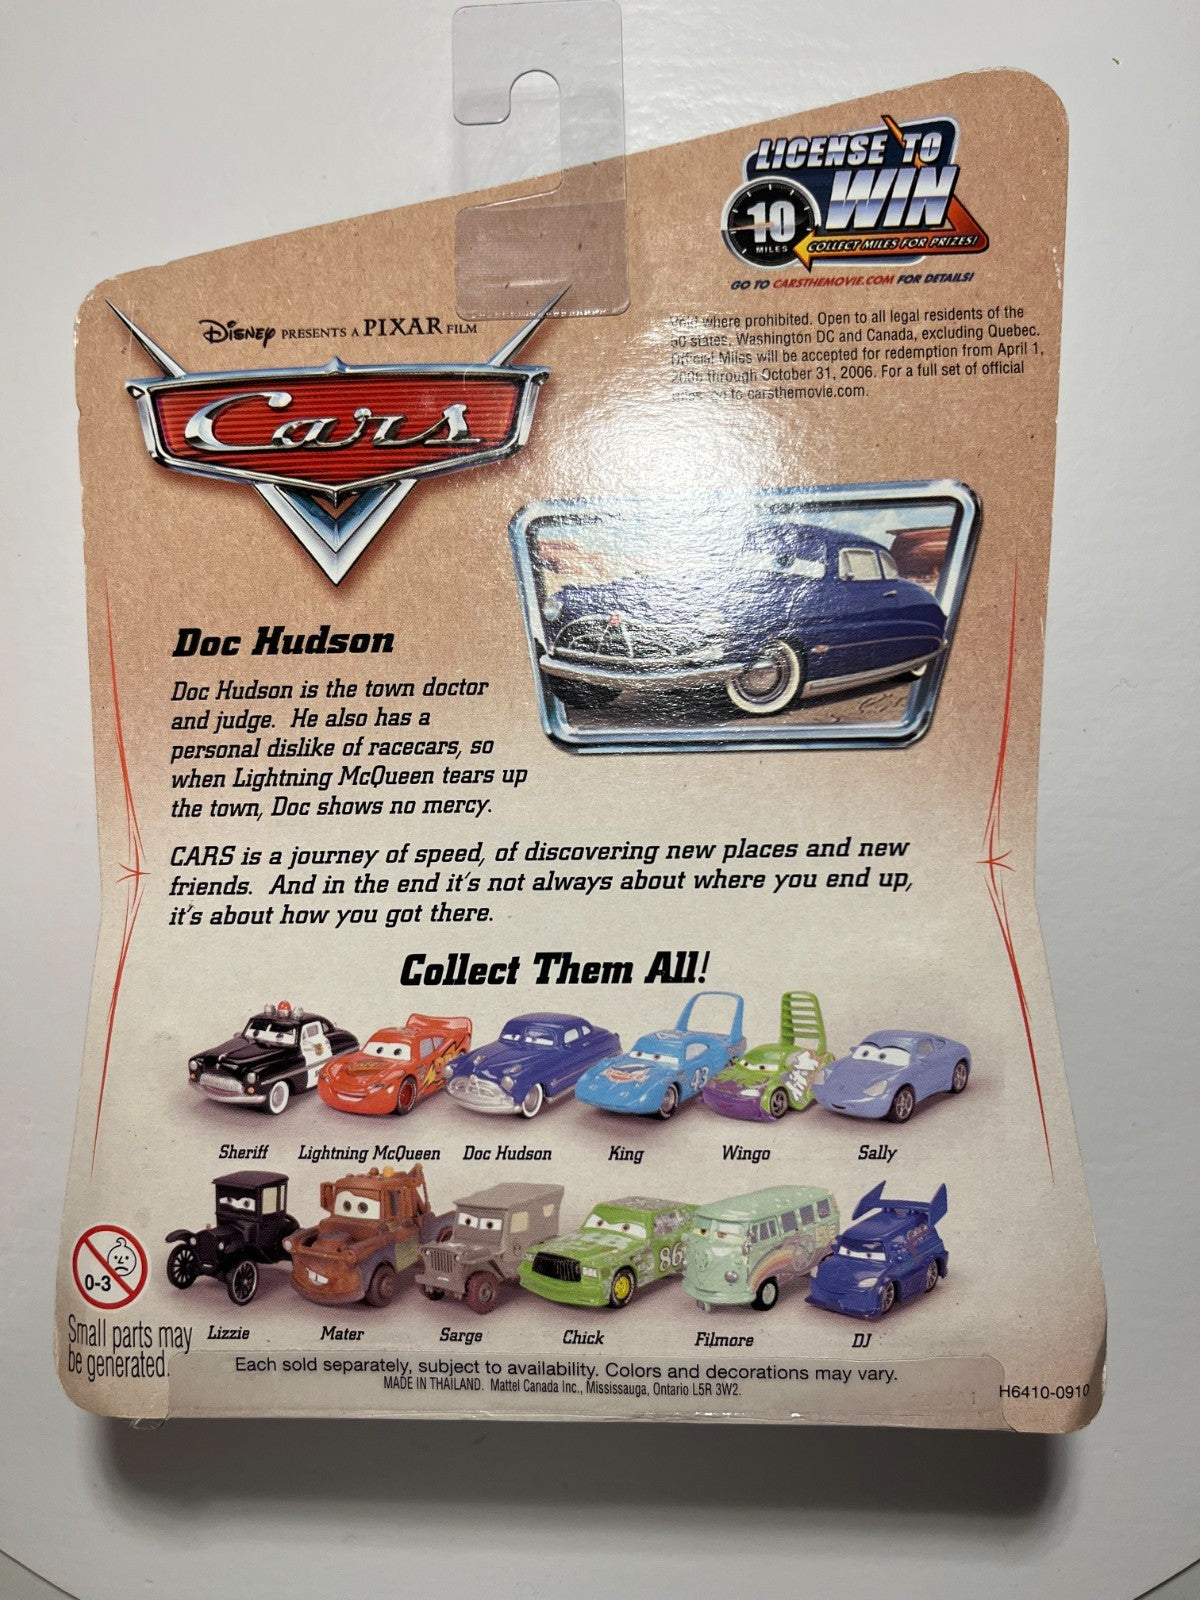 LICENSE TO
WIN
10
MILES
COLLECT MILES FOR PRIZES!
GO TO CARSTHEMOVIE.COM FOR DETAILS!
Void where prohibited. Open to all legal residents of the
50 states, Washington DC and Canada, excluding Quebec.
Official Miles will be accepted for redemption from April 1,
2006 through October 31, 2006. For a full set of official
go to carsthemovie.com.
Disney PRESENTS A PIXAR FILM
Cars
Doc Hudson
Doc Hudson is the town doctor
and judge. He also has a
personal dislike of racecars, so
when Lightning McQueen tears up
the town, Doc shows no mercy.
CARS is a journey of speed, of discovering new places and new
friends. And in the end it's not always about where you end up,
it's about how you got there.
Collect Them All!
43
Sheriff Lightning McQueen Doc Hudson King Wingo Sally
86
0-3
Small parts may
be generated.
Lizzie Mater Sarge Chick Filmore DJ
Each sold separately, subject to availability. Colors and decorations may vary.
MADE IN THAILAND. Mattel Canada Inc., Mississauga, Ontario L5R 3W2.
H6410-0910